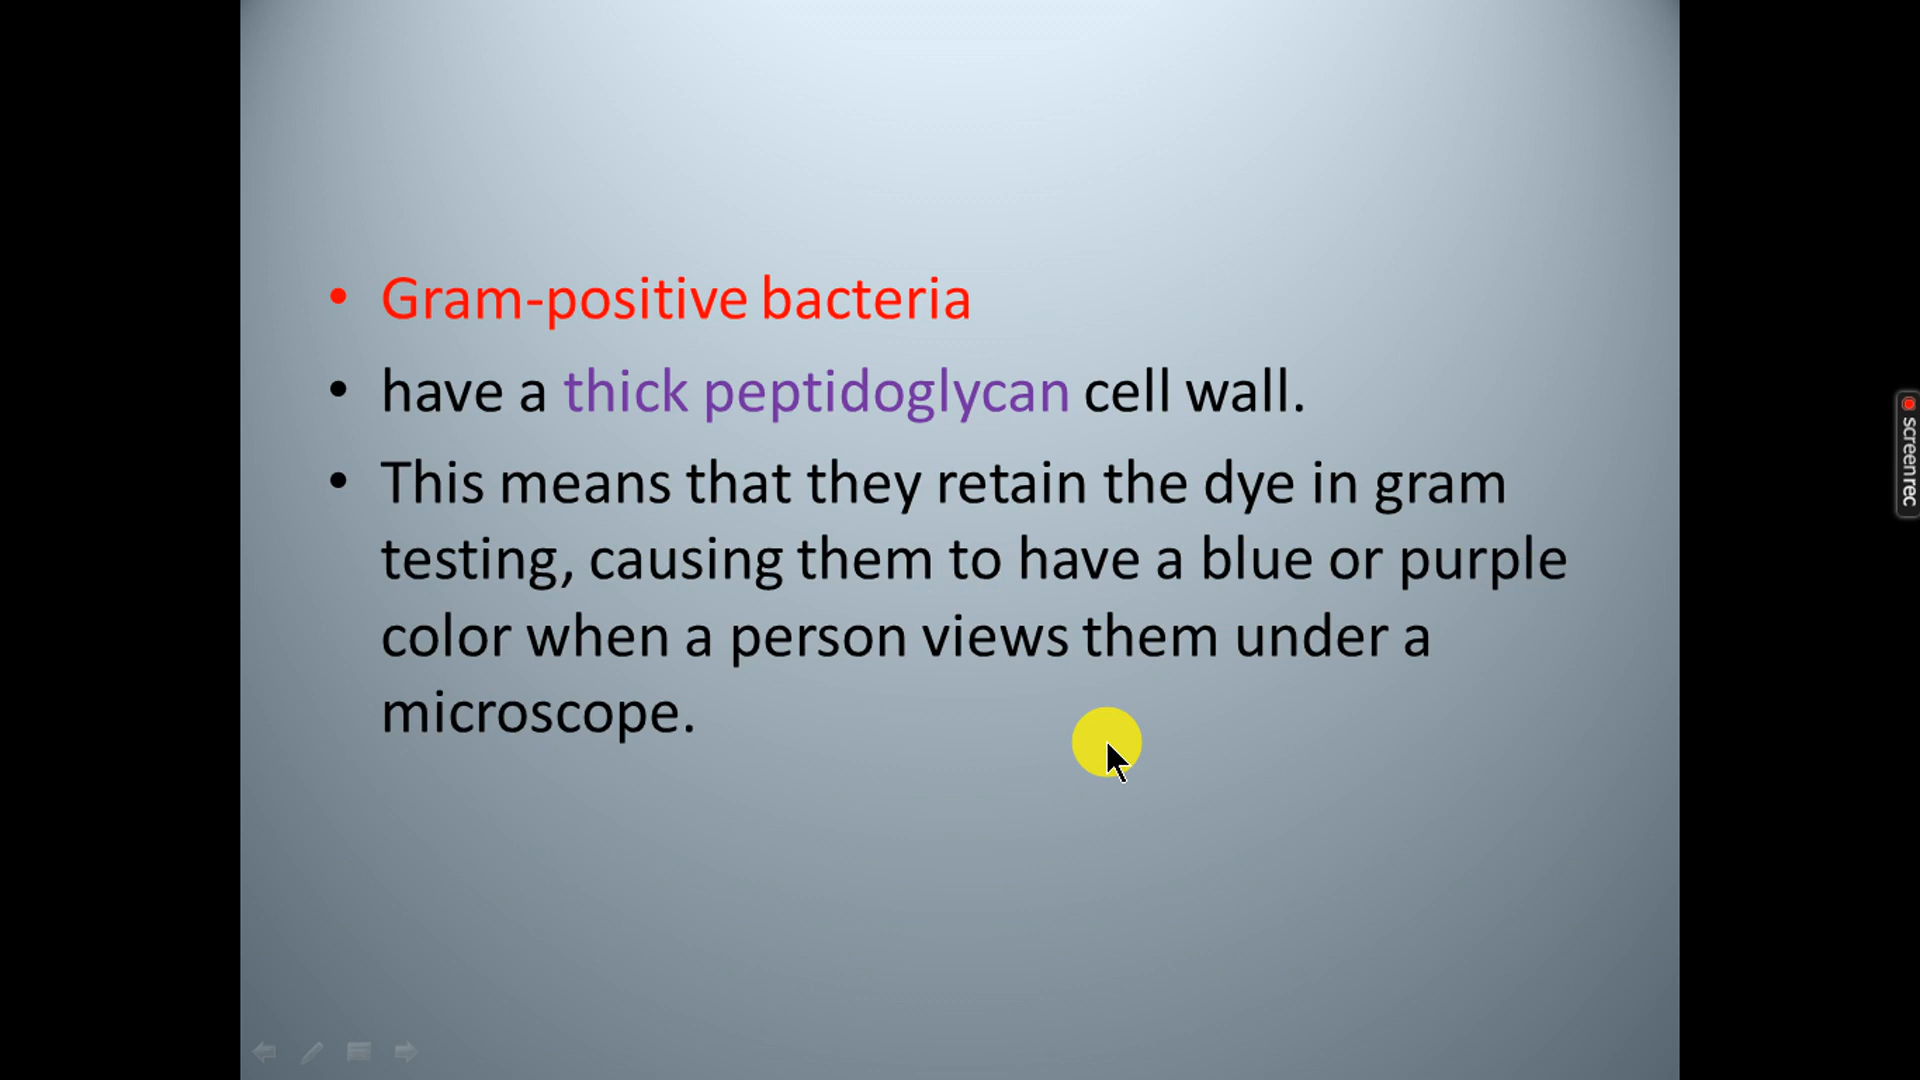 • Gram-positive bacteria
• have a thick peptidoglycan cell wall.
• This means that they retain the dye in gram
testing, causing them to have a blue or purple
color when a person views them under a
microscope.
screenrec